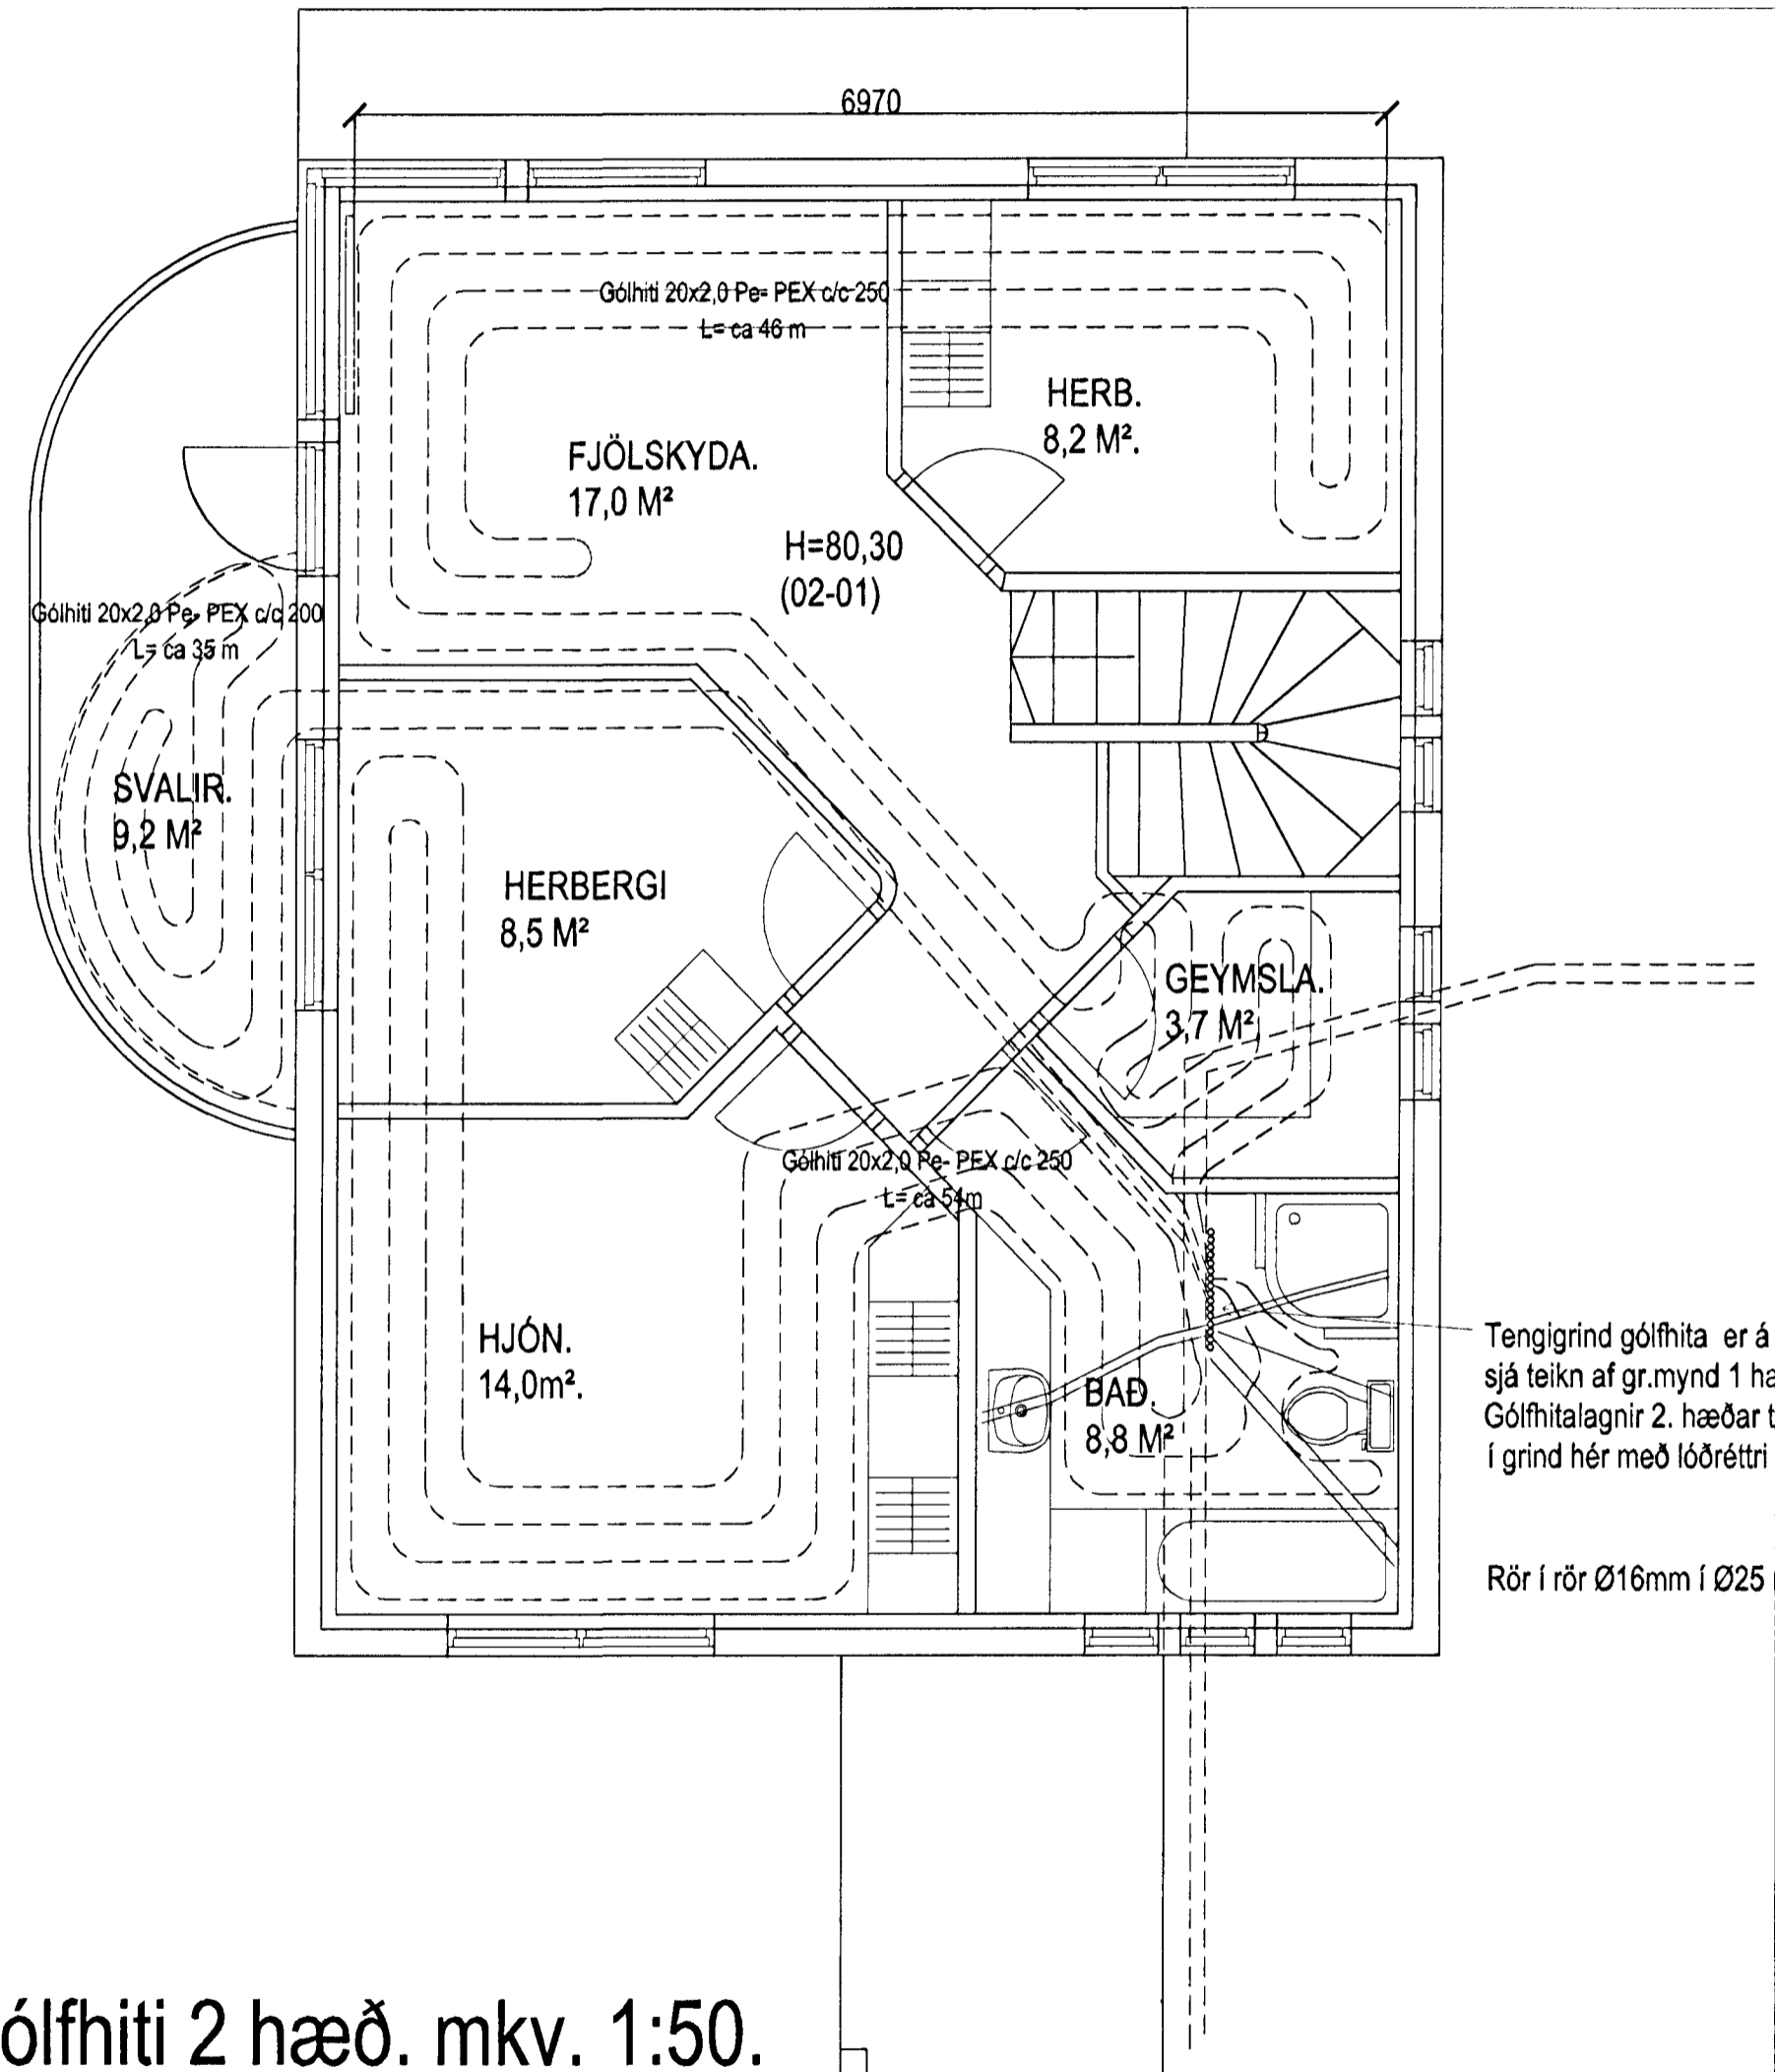 6970
Gólhiti 20x2,0 Pe- PEX c/c 250
L= ca 46 m
HERB.
8,2 M².
FJÖLSKYDA.
17,0 M²
H=80,30
(02-01)
Gólhiti 20x2,0 Pe- PEX c/c 200
L= ca 35 m
SVALIR.
9,2 M²
HERBERGI
8,5 M²
GEYMSLA.
3,7 M²
Gólhiti 20x2,0 Pe- PEX c/c 250
L= ca 54m
HJÓN.
14,0m².
BAÐ.
8,8 M²
Tengigrind gólfhita er á
sjá teikn af gr.mynd 1 hæ
Gólfhitalagnir 2. hæðar t
í grind hér með lóðréttri
Rör í rör Ø16mm í Ø25
ólfhiti 2 hæð. mkv. 1:50.